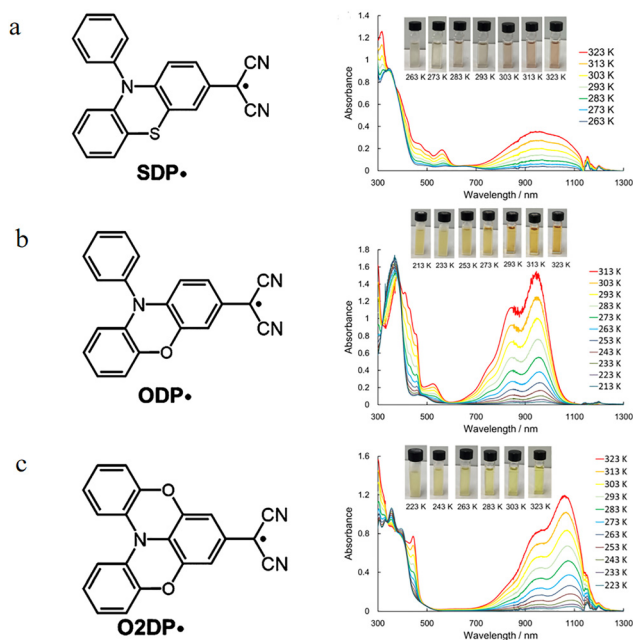 a
N
S
CN
CN
SDP•
1.4
1.2
1
0.8
0.6
0.4
0.2
0
Absorbance
300 500 700 900 1100 1300
Wavelength / nm
263 K 273 K 283 K 293 K 303 K 313 K 323 K
323 K
313 K
303 K
293 K
283 K
273 K
263 K
b
N
O
CN
CN
ODP•
1.8
1.6
1.4
1.2
1
0.8
0.6
0.4
0.2
0
Absorbance
300 500 700 900 1100 1300
Wavelength / nm
213 K 233 K 253 K 273 K 293 K 313 K 323 K
313 K
303 K
293 K
283 K
273 K
263 K
253 K
243 K
233 K
223 K
213 K
c
O
N
O
CN
CN
O2DP•
1.6
1.2
0.8
0.4
0
Absorbance
300 500 700 900 1100 1300
Wavelength / nm
223 K 243 K 263 K 283 K 303 K 323 K
323 K
313 K
303 K
293 K
283 K
273 K
263 K
253 K
243 K
233 K
223 K